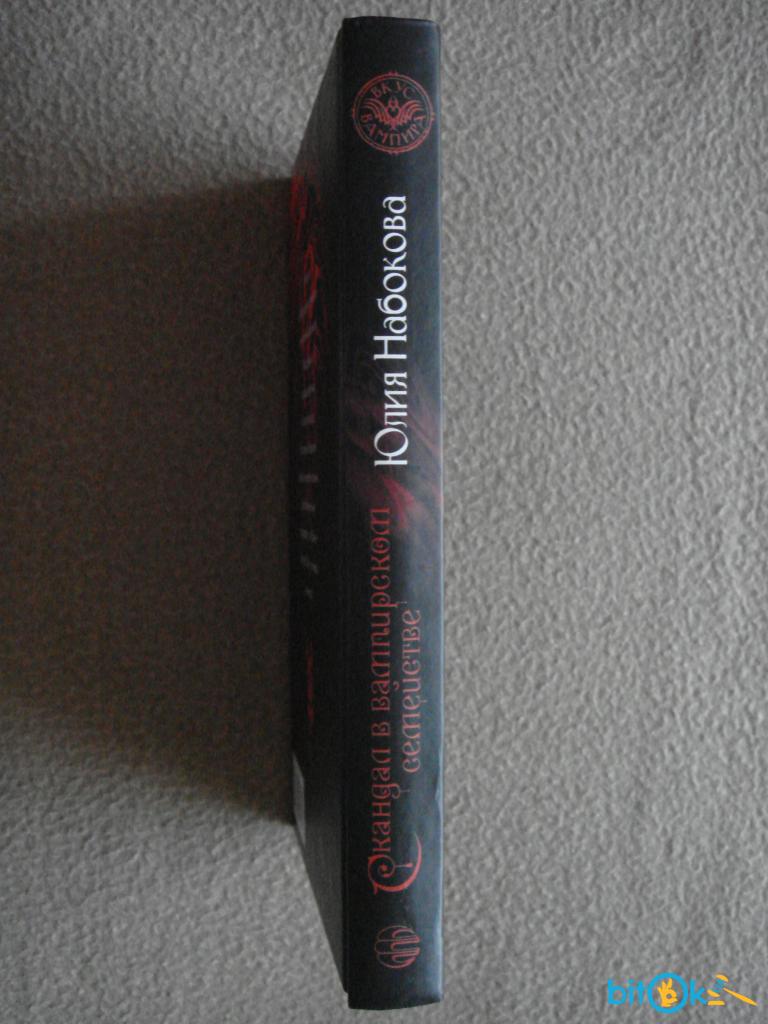 ВКУС
ВАМПИРА
Юлия Набокова
Скандал в вампирском
семействе
bitOk